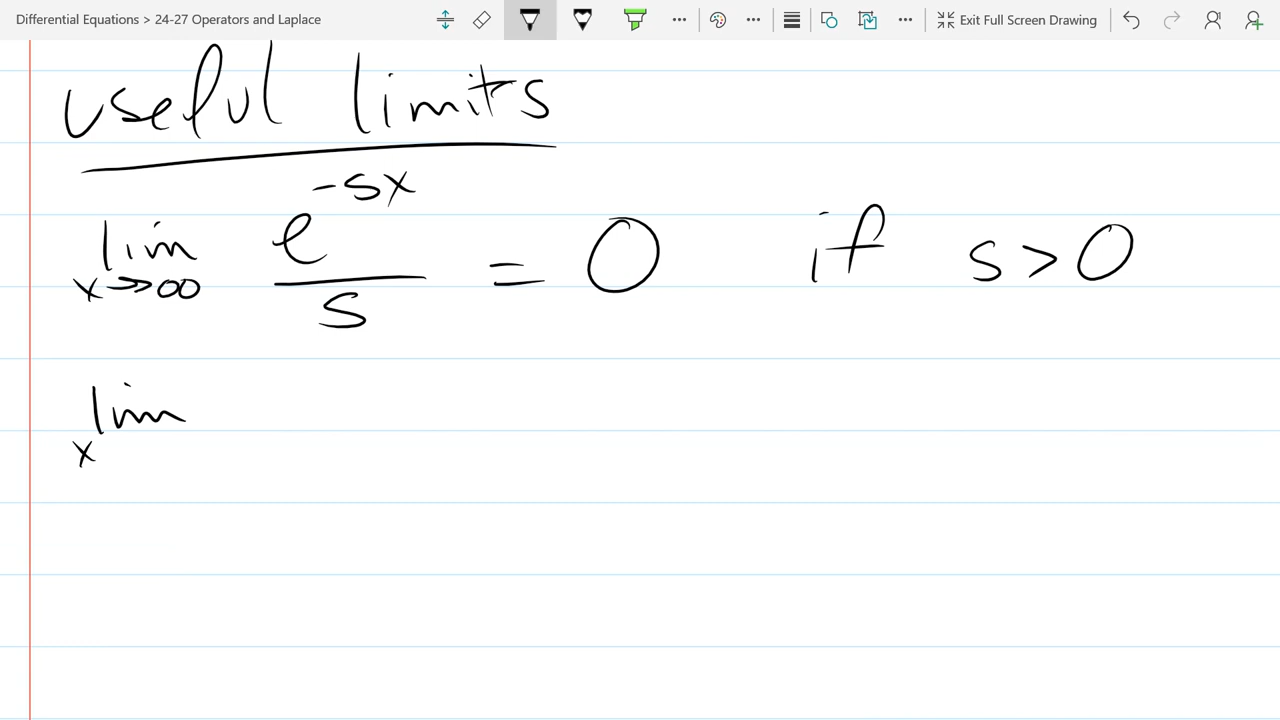 Differential Equations > 24-27 Operators and Laplace
Exit Full Screen Drawing
useful limits
lim x→∞ e^(-sx)/s = 0 if s > 0
lim x